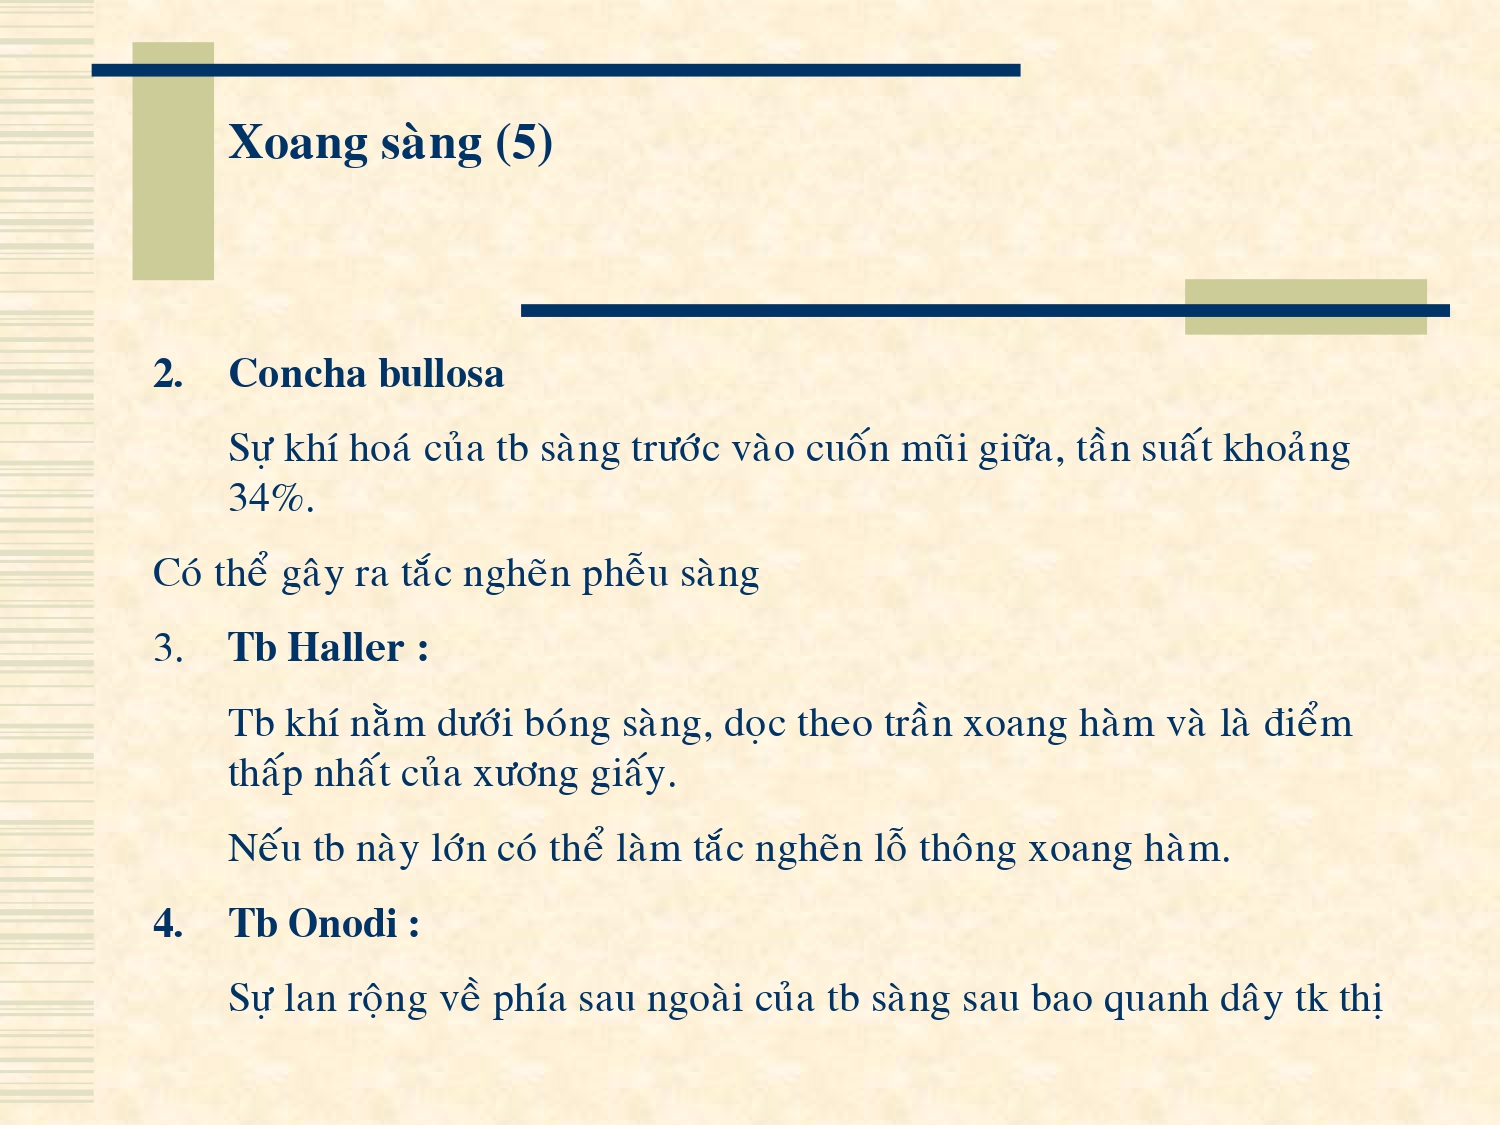 Xoang sàng (5)
2. Concha bullosa
Sự khí hoá của tb sàng trước vào cuốn mũi giữa, tần suất khoảng
34%.
Có thể gây ra tắc nghẽn phễu sàng
3. Tb Haller :
Tb khí nằm dưới bóng sàng, dọc theo trần xoang hàm và là điểm
thấp nhất của xương giấy.
Nếu tb này lớn có thể làm tắc nghẽn lỗ thông xoang hàm.
4. Tb Onodi :
Sự lan rộng về phía sau ngoài của tb sàng sau bao quanh dây tk thị